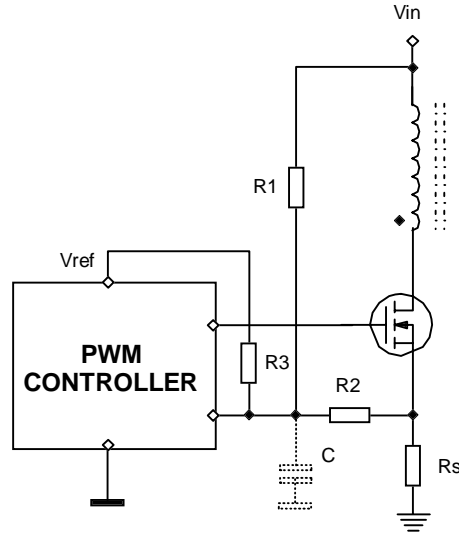 Vin
R1
Vref
PWM
CONTROLLER
R3
R2
C
Rs